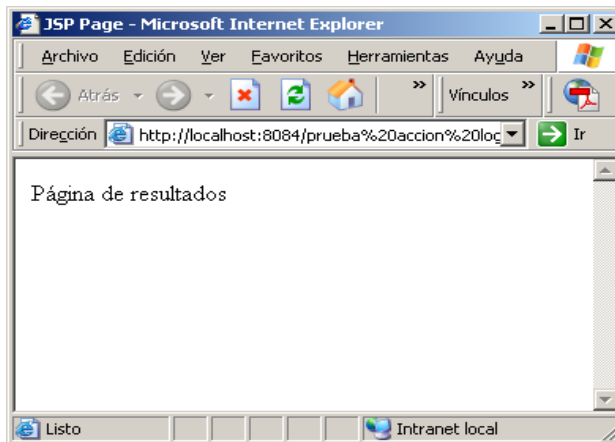 JSP Page - Microsoft Internet Explorer
Archivo Edición Ver Favoritos Herramientas Ayuda
Atrás » Vínculos »
Dirección http://localhost:8084/prueba%20accion%20log Ir
Página de resultados
Listo Intranet local